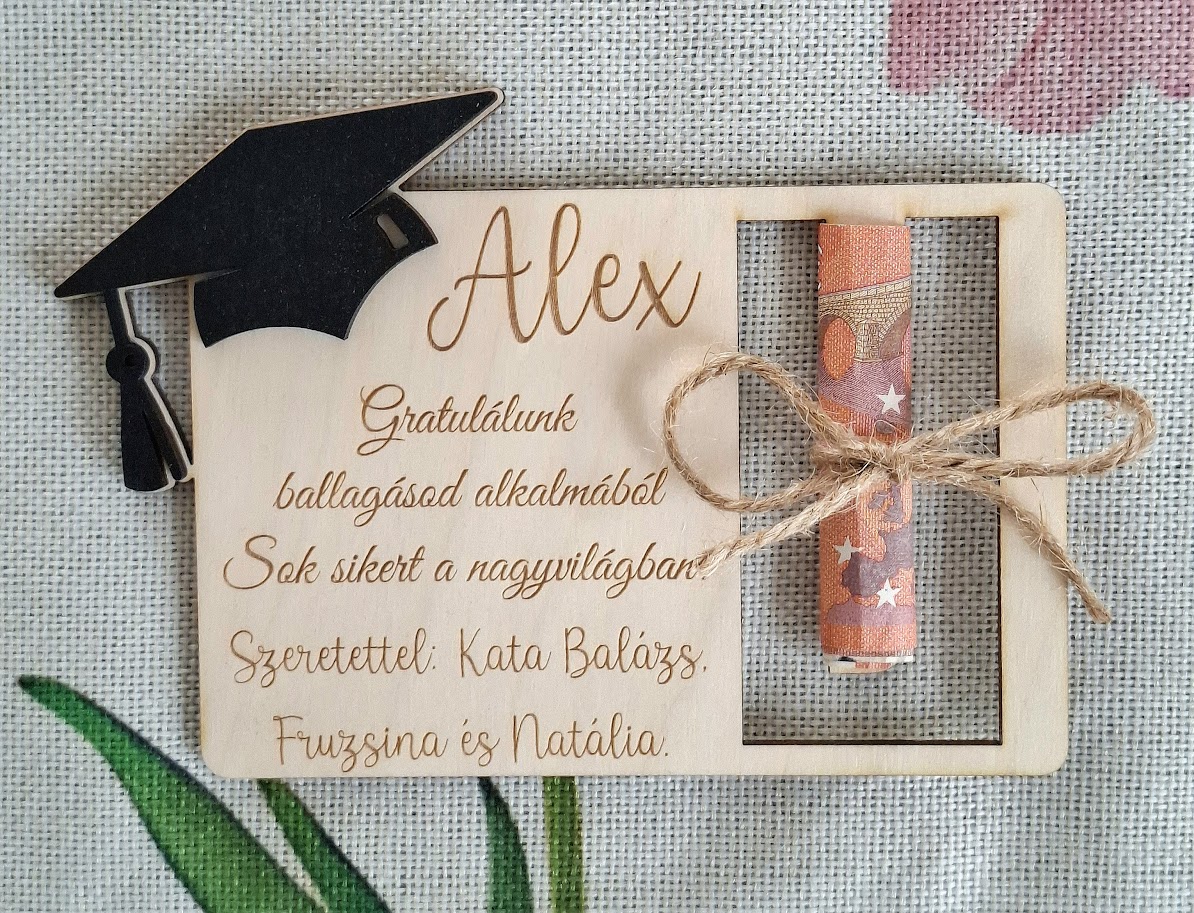 Alex
Gratulálunk
ballagásod alkalmából
Sok sikert a nagyvilágban.
Szeretettel: Kata Balázs,
Fruzsina és Natália.